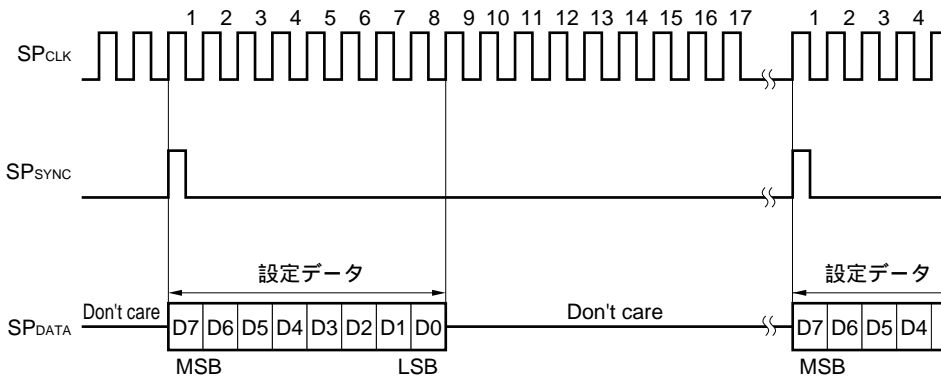 1 2 3 4 5 6 7 8 9 10 11 12 13 14 15 16 17 1 2 3 4
SPCLK
SPSYNC
設定データ 設定データ
Don't care Don't care
SPDATA D7 D6 D5 D4 D3 D2 D1 D0 D7 D6 D5 D4
MSB LSB MSB